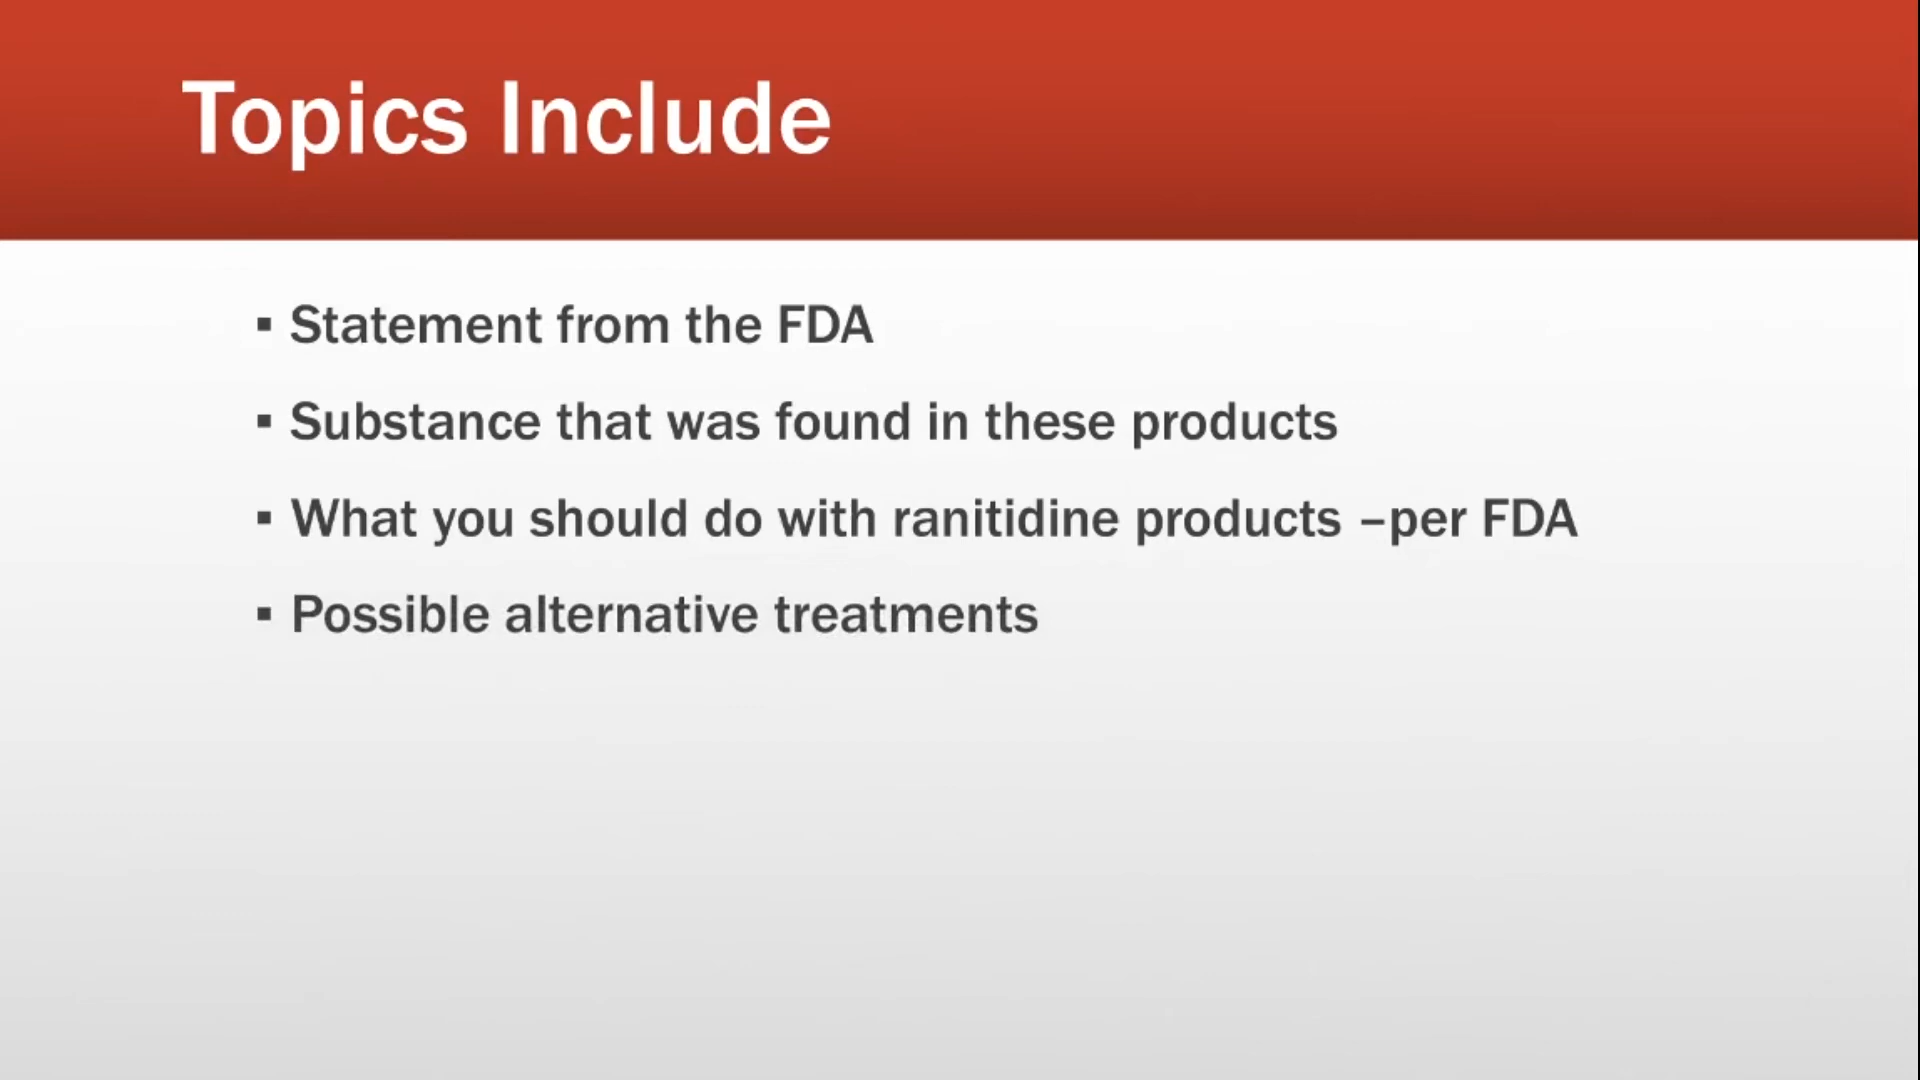 Topics Include
▪ Statement from the FDA
▪ Substance that was found in these products
▪ What you should do with ranitidine products –per FDA
▪ Possible alternative treatments